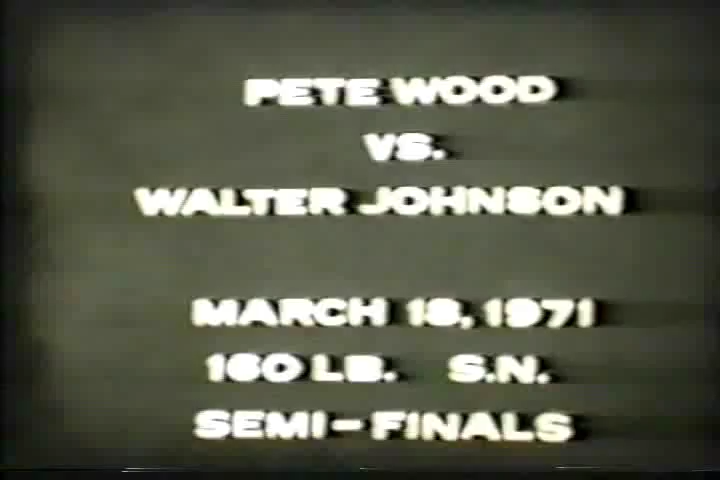 PETE WOOD
VS.
WALTER JOHNSON
MARCH 18, 1971
160 LB. S.N.
SEMI-FINALS